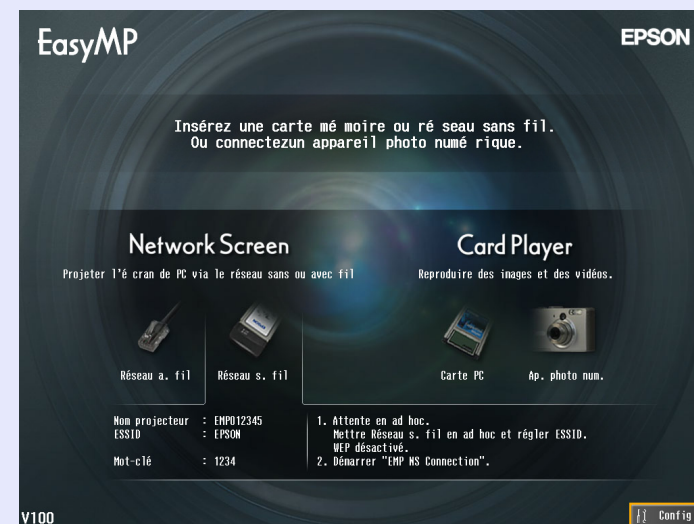 EasyMP
EPSON
Insérez une carte mé moire ou ré seau sans fil.
Ou connectezun appareil photo numé rique.
Network Screen
Card Player
Projeter l'é cran de PC via le réseau sans ou avec fil
Reproduire des images et des vidéos.
Réseau a. fil
Réseau s. fil
Carte PC
Ap. photo num.
Nom projecteur : EMP012345
ESSID : EPSON
Mot-clé : 1234
1. Attente en ad hoc.
Mettre Réseau s. fil en ad hoc et régler ESSID.
WEP désactivé.
2. Démarrer "EMP NS Connection".
V100
Config